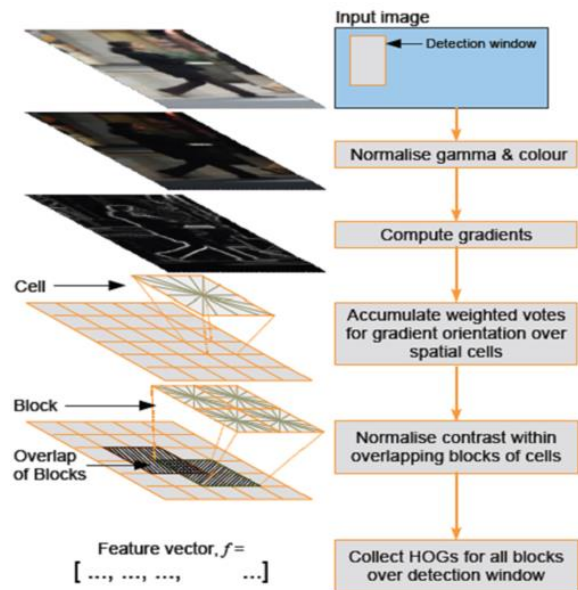 Input image
Detection window
Normalise gamma & colour
Compute gradients
Cell
Accumulate weighted votes
for gradient orientation over
spatial cells
Block
Overlap
of Blocks
Normalise contrast within
overlapping blocks of cells
Feature vector, f =
[ ..., ..., ..., ...]
Collect HOGs for all blocks
over detection window